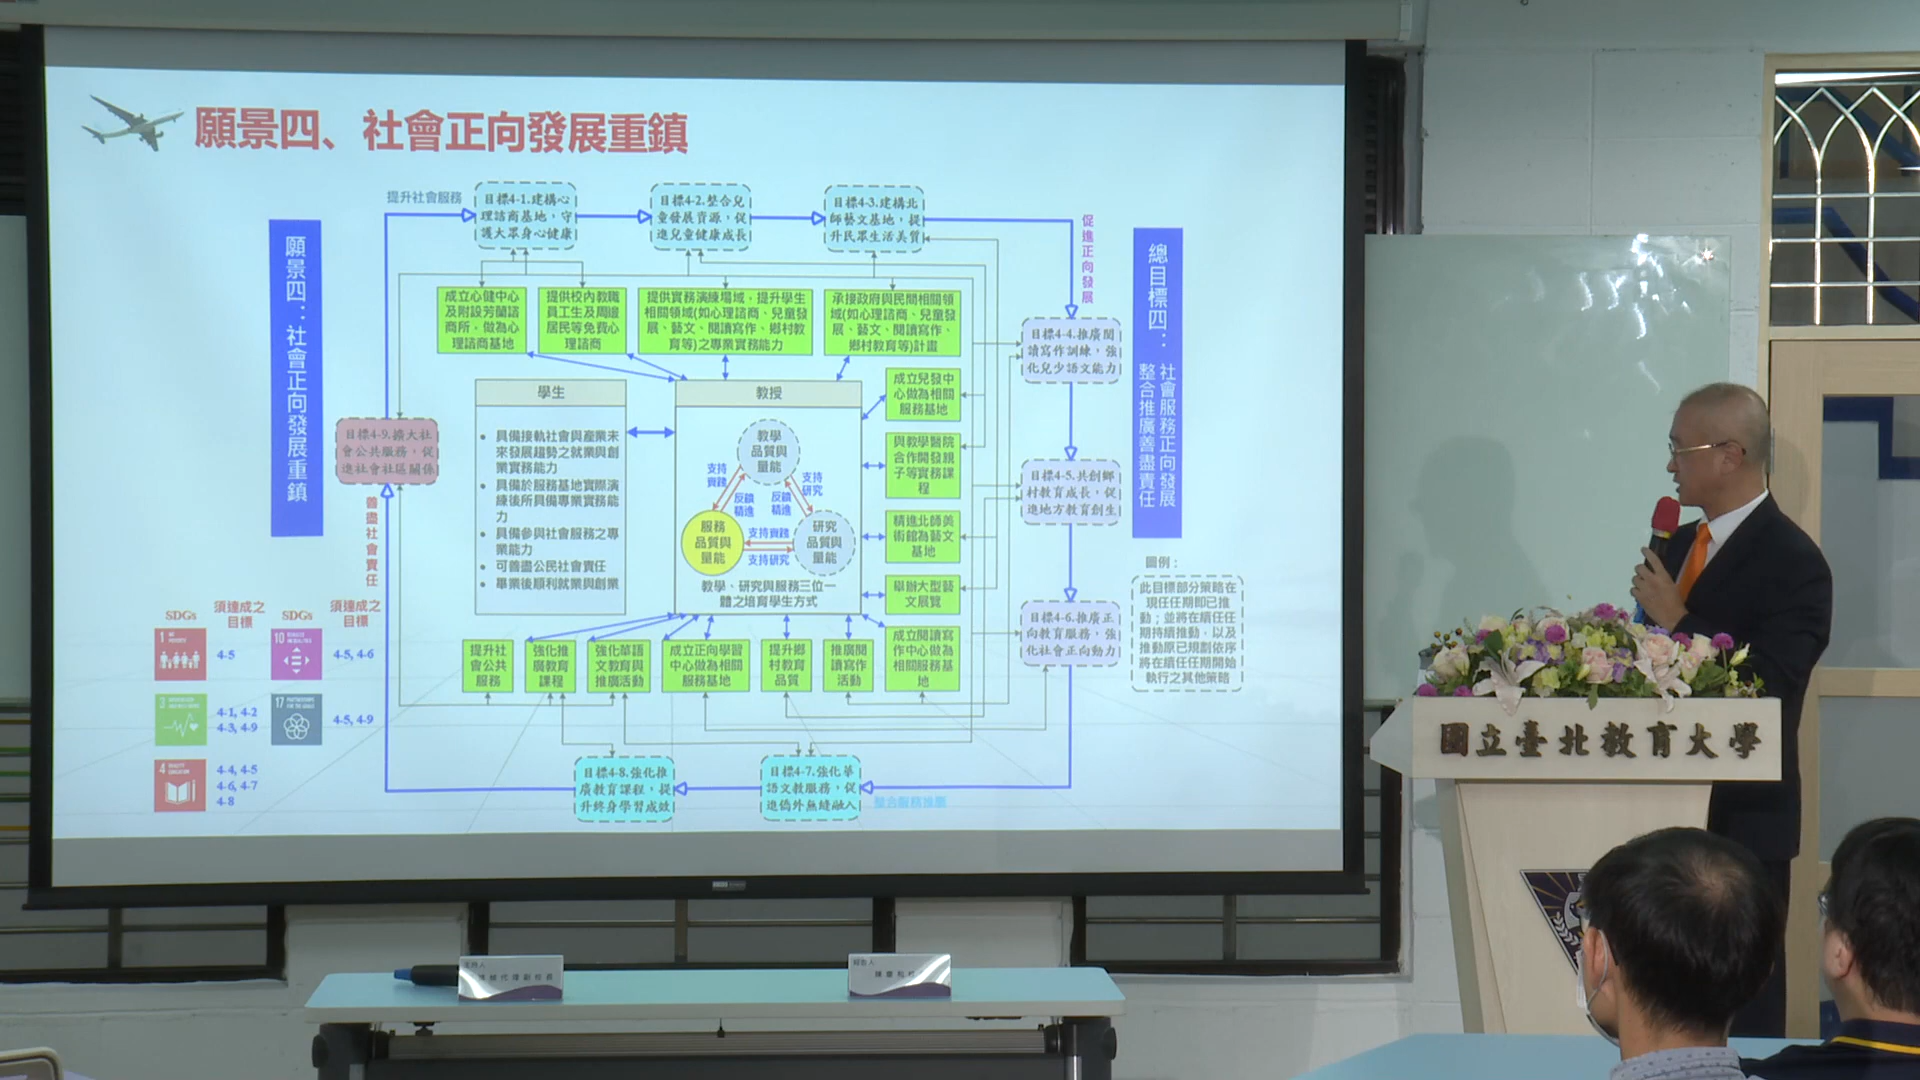 願景四、社會正向發展重鎮
提升社會服務
目標4-1.建構心
理諮商基地，守
護大眾身心健康
目標4-2.整合兒
童發展資源，促
進兒童健康成長
目標4-3.建構北
師藝文基地，提
升民眾生活美質
促進正向發展
願景四：社會正向發展重鎮
總目標四：
社會服務正向發展
整合推廣善盡責任
成立心健中心
及附設芳蘭諮
商所，做為心
理諮商基地
提供校內教職
員工生及周邊
居民等免費心
理諮商
提供實務演練場域，提升學生
相關領域(如心理諮商、兒童發
展、藝文、閱讀寫作、鄉村教
育等)之專業實務能力
承接政府與民間相關領
域(如心理諮商、兒童發
展、藝文、閱讀寫作、
鄉村教育等)計畫
目標4-4.推廣閱
讀寫作訓練，強
化兒少語文能力
學生
具備接軌社會與產業未
來發展趨勢之就業與創
業實務能力
具備於服務基地實際演
練後所具備專業實務能
力
具備參與社會服務之專
業能力
可善盡公民社會責任
畢業後順利就業與創業
教授
教學
品質與
量能
支持
實踐
反饋
精進
反饋
精進
支持
研究
服務
品質與
量能
支持實踐
支持研究
研究
品質與
量能
教學、研究與服務三位一
體之培育學生方式
成立兒發中
心做為相關
服務基地
與教學醫院
合作開發親
子等實務課
程
精進北師美
術館為藝文
基地
舉辦大型藝
文展覽
成立閱讀寫
作中心做為
相關服務基
地
目標4-9.擴大社
會公共服務，促
進社會社區關係
善盡社會責任
目標4-5.共創鄉
村教育成長，促
進地方教育創生
目標4-6.推廣正
向教育服務，強
化社會正向動力
圖例：
此目標部分策略在
現任任期即已推
動；並將在續任任
期持續推動，以及
推動原已規劃依序
將在續任任期開始
執行之其他策略
提升社
會公共
服務
強化推
廣教育
課程
強化華語
文教育與
推廣活動
成立正向學習
中心做為相關
服務基地
提升鄉
村教育
品質
推廣閱
讀寫作
活動
目標4-8.強化推
廣教育課程，提
升終身學習成效
目標4-7.強化華
語文教服務，促
進僑外無縫融入
整合服務推廣
SDGs
須達成之
目標
SDGs
須達成之
目標
1
4-5
10
4-5, 4-6
3
4-1, 4-2
4-3, 4-9
17
4-5, 4-9
4
4-4, 4-5
4-6, 4-7
4-8
國立臺北教育大學
主持人
報告人